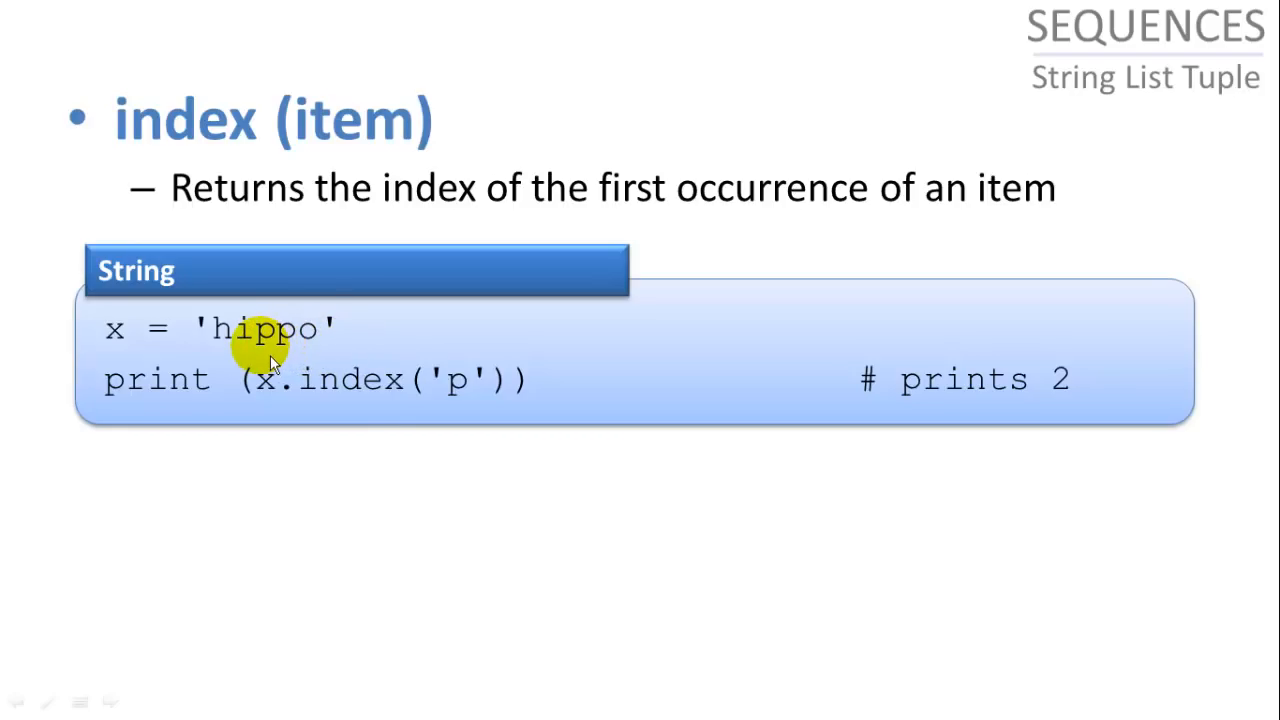 SEQUENCES
String List Tuple
• index (item)
– Returns the index of the first occurrence of an item
String
x = 'hippo'
print (x.index('p')) # prints 2